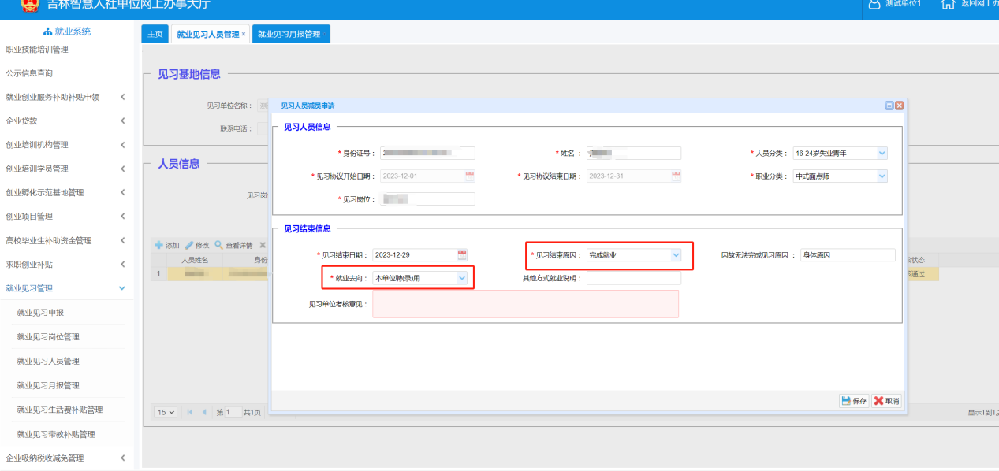 吉林智慧人社单位网上办事大厅
测试单位1
返回网上办
就业系统
职业技能培训管理
公示信息查询
就业创业服务补助补贴申领
企业贷款
创业培训机构管理
创业培训学员管理
创业孵化示范基地管理
创业项目管理
高校毕业生补助资金管理
求职创业补贴
就业见习管理
就业见习申报
就业见习岗位管理
就业见习人员管理
就业见习月报管理
就业见习生活费补贴管理
就业见习带教补贴管理
企业吸纳税收减免管理
主页 就业见习人员管理 × 就业见习月报管理
见习基地信息
见习单位名称：
联系电话：
人员信息
见习岗
添加 修改 查看详情
人员姓名 身份 状态
1 通过
15 第 1 共1页 显示1到1,
见习人员减员申请
见习人员信息
* 身份证号： * 姓名 ： * 人员分类： 16-24岁失业青年
* 见习协议开始日期： 2023-12-01 * 见习协议结束日期： 2023-12-31 * 职业分类： 中式面点师
* 见习岗位：
见习结束信息
* 见习结束日期： 2023-12-29 * 见习结束原因： 完成就业 因故无法完成见习原因 ： 身体原因
* 就业去向： 本单位聘(录)用 其他方式就业说明：
见习单位考核意见：
保存 取消